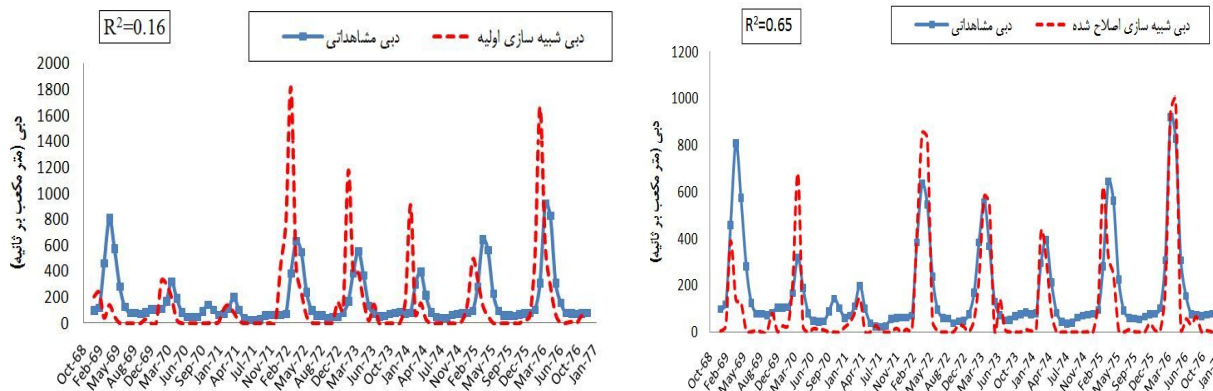 R²=0.16
دبی مشاهداتی
دبی شبیه سازی اولیه
دبی (متر مکعب بر ثانیه)
2000
1800
1600
1400
1200
1000
800
600
400
200
0
Oct-68
Feb-69
May-69
Aug-69
Dec-69
Mar-70
Jun-70
Sep-70
Jan-71
Apr-71
Jul-71
Nov-71
Feb-72
May-72
Aug-72
Dec-72
Mar-73
Jun-73
Oct-73
Jan-74
Apr-74
Jul-74
Nov-74
Feb-75
May-75
Sep-75
Dec-75
Mar-76
Jun-76
Oct-76
Jan-77
R²=0.65
دبی مشاهداتی
دبی شبیه سازی اصلاح شده
دبی (متر مکعب بر ثانیه)
1200
1000
800
600
400
200
0
Oct-68
Feb-69
May-69
Aug-69
Dec-69
Mar-70
Jun-70
Sep-70
Jan-71
Apr-71
Jul-71
Nov-71
Feb-72
May-72
Aug-72
Dec-72
Mar-73
Jun-73
Oct-73
Jan-74
Apr-74
Jul-74
Nov-74
Feb-75
May-75
Sep-75
Dec-75
Mar-76
Jun-76
Oct-76